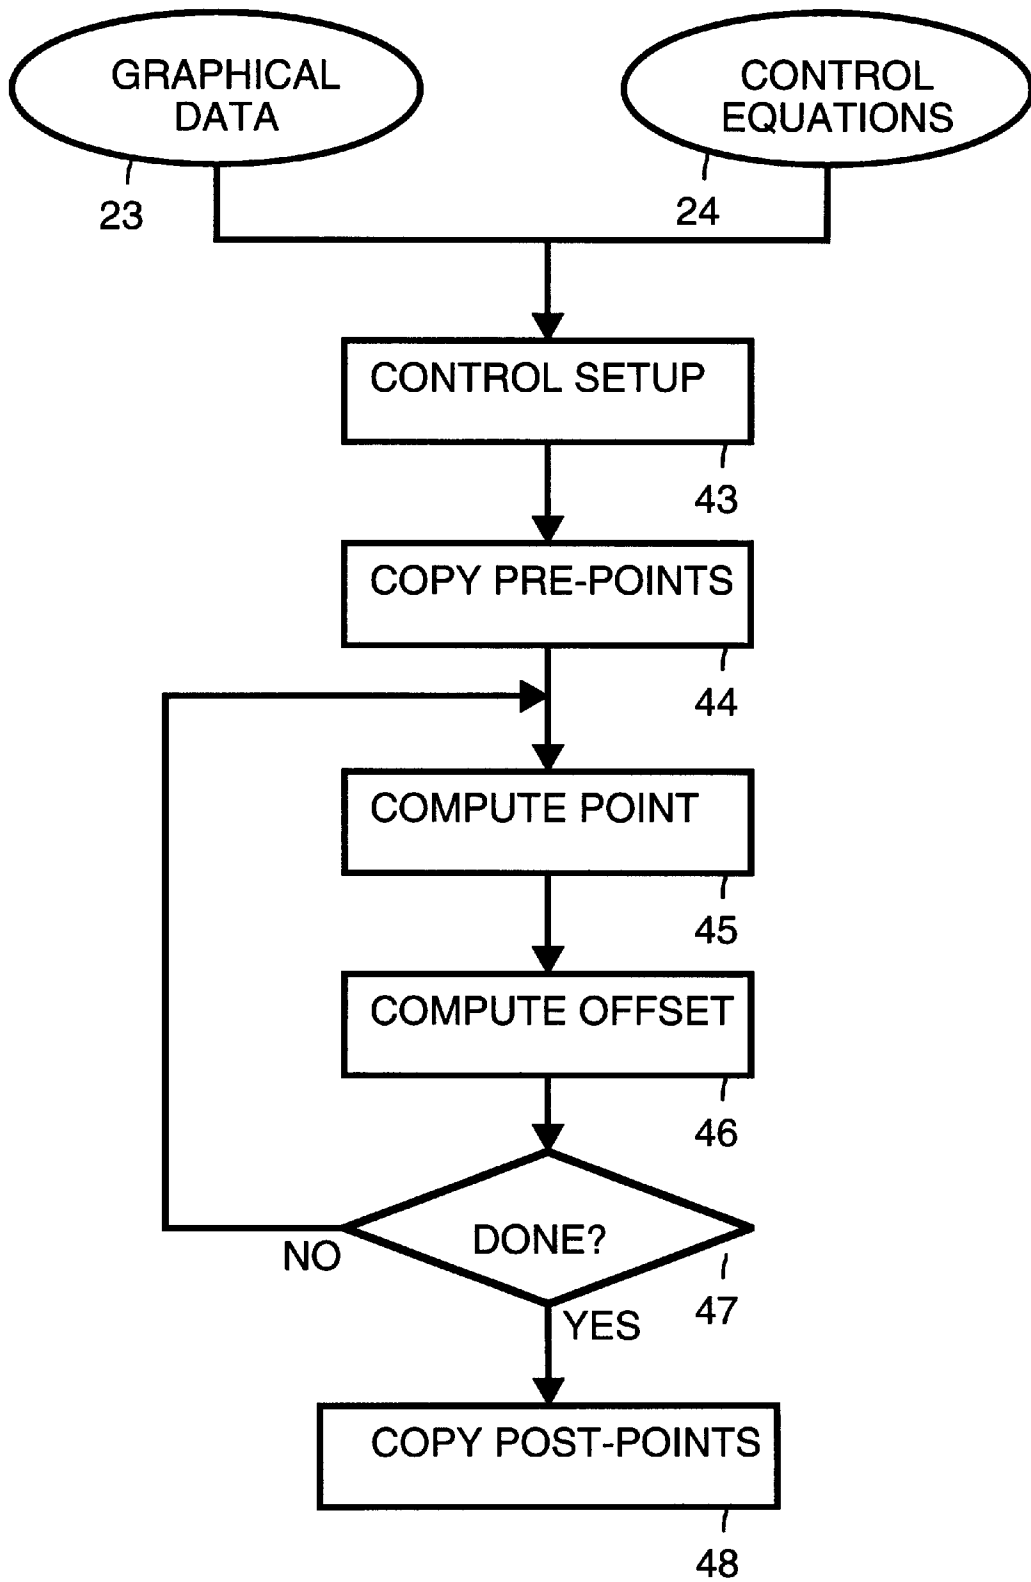 GRAPHICAL
DATA
CONTROL
EQUATIONS
23
24
CONTROL SETUP
43
COPY PRE-POINTS
44
COMPUTE POINT
45
COMPUTE OFFSET
46
DONE?
NO
47
YES
COPY POST-POINTS
48